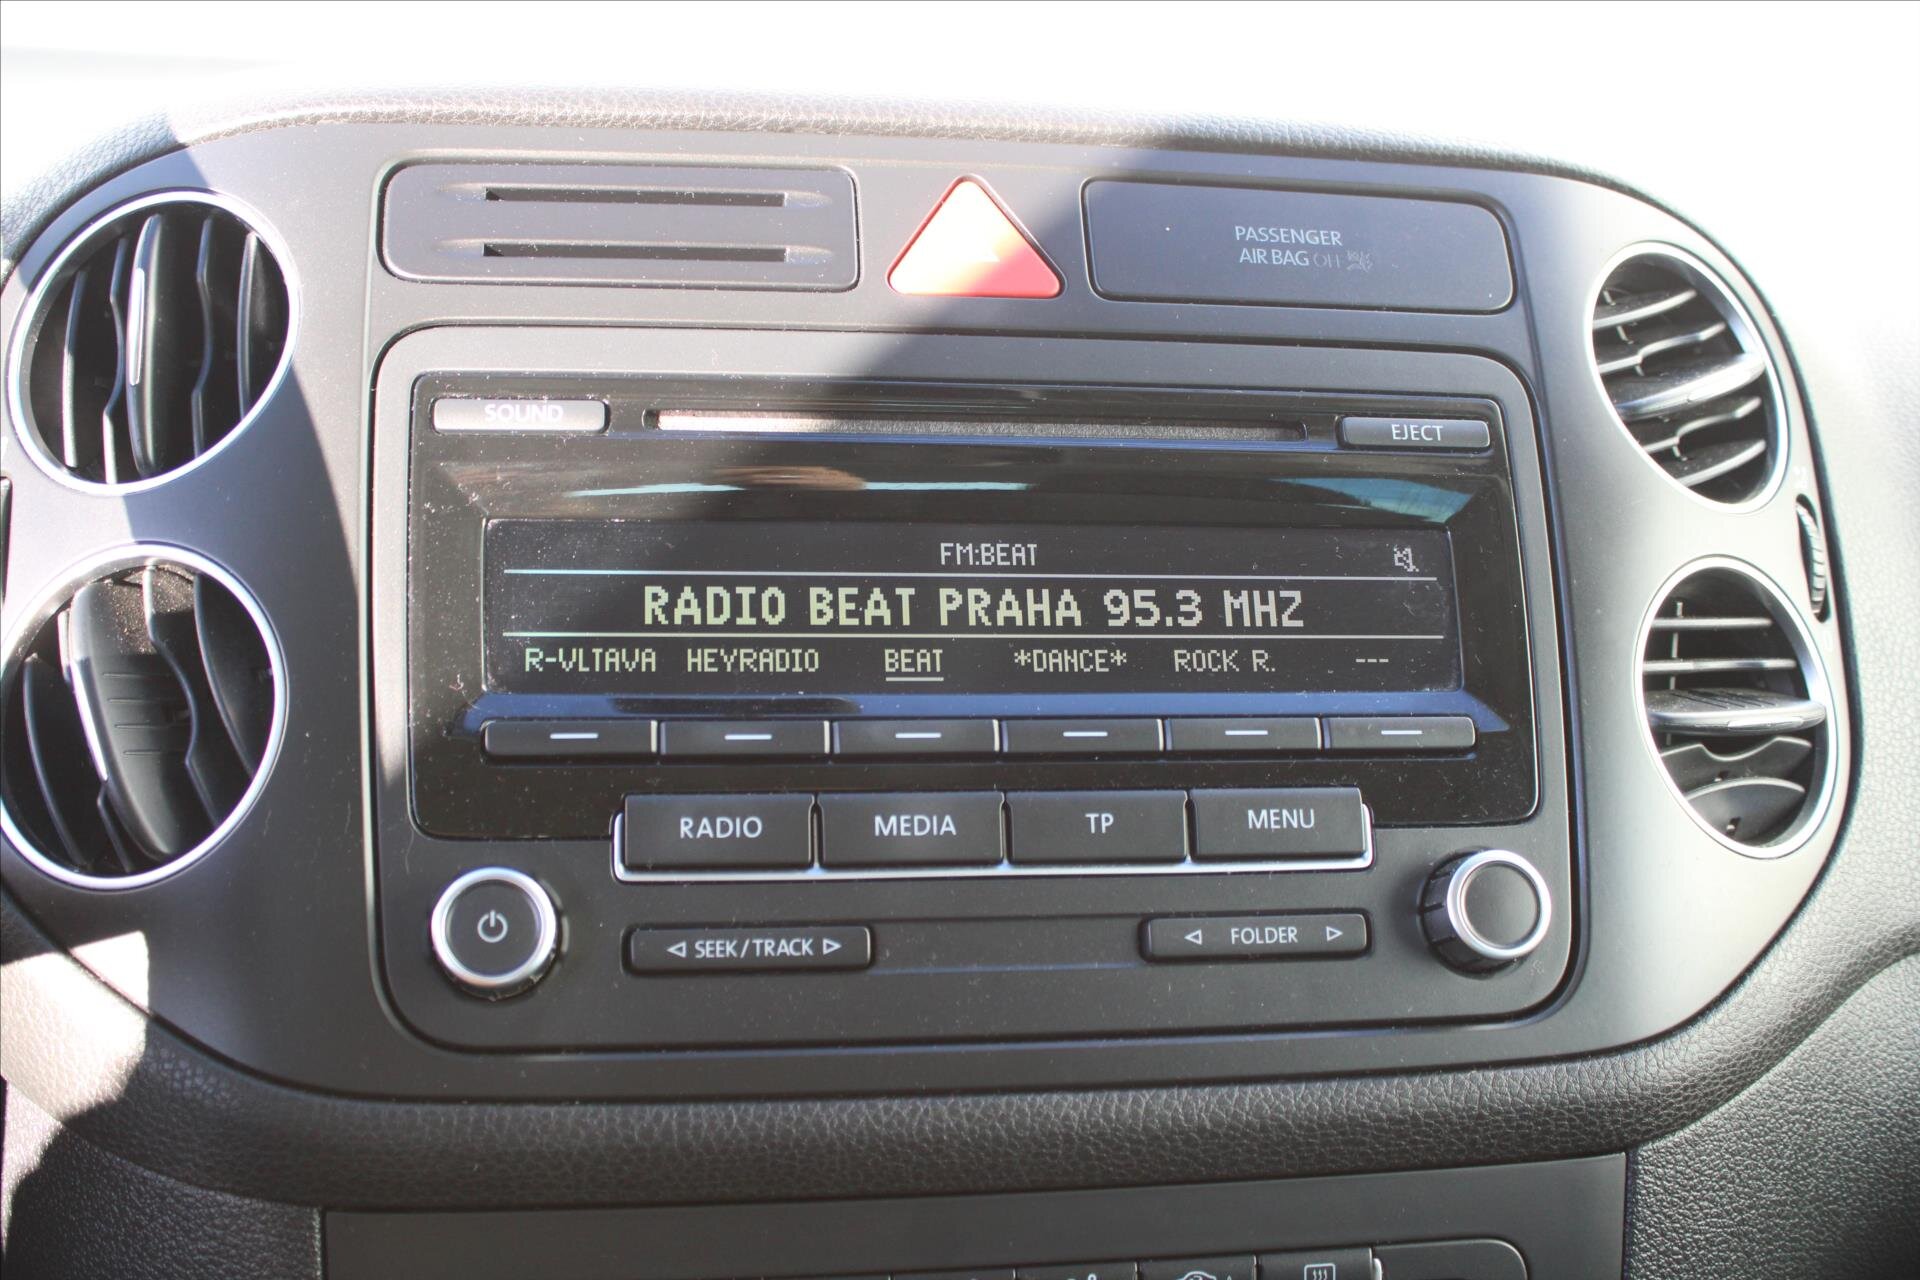 PASSENGER
AIR BAG OFF
SOUND
EJECT
FM:BEAT
RADIO BEAT PRAHA 95.3 MHZ
R-VLTAVA HEYRADIO BEAT *DANCE* ROCK R. ---
RADIO MEDIA TP MENU
SEEK/TRACK
FOLDER